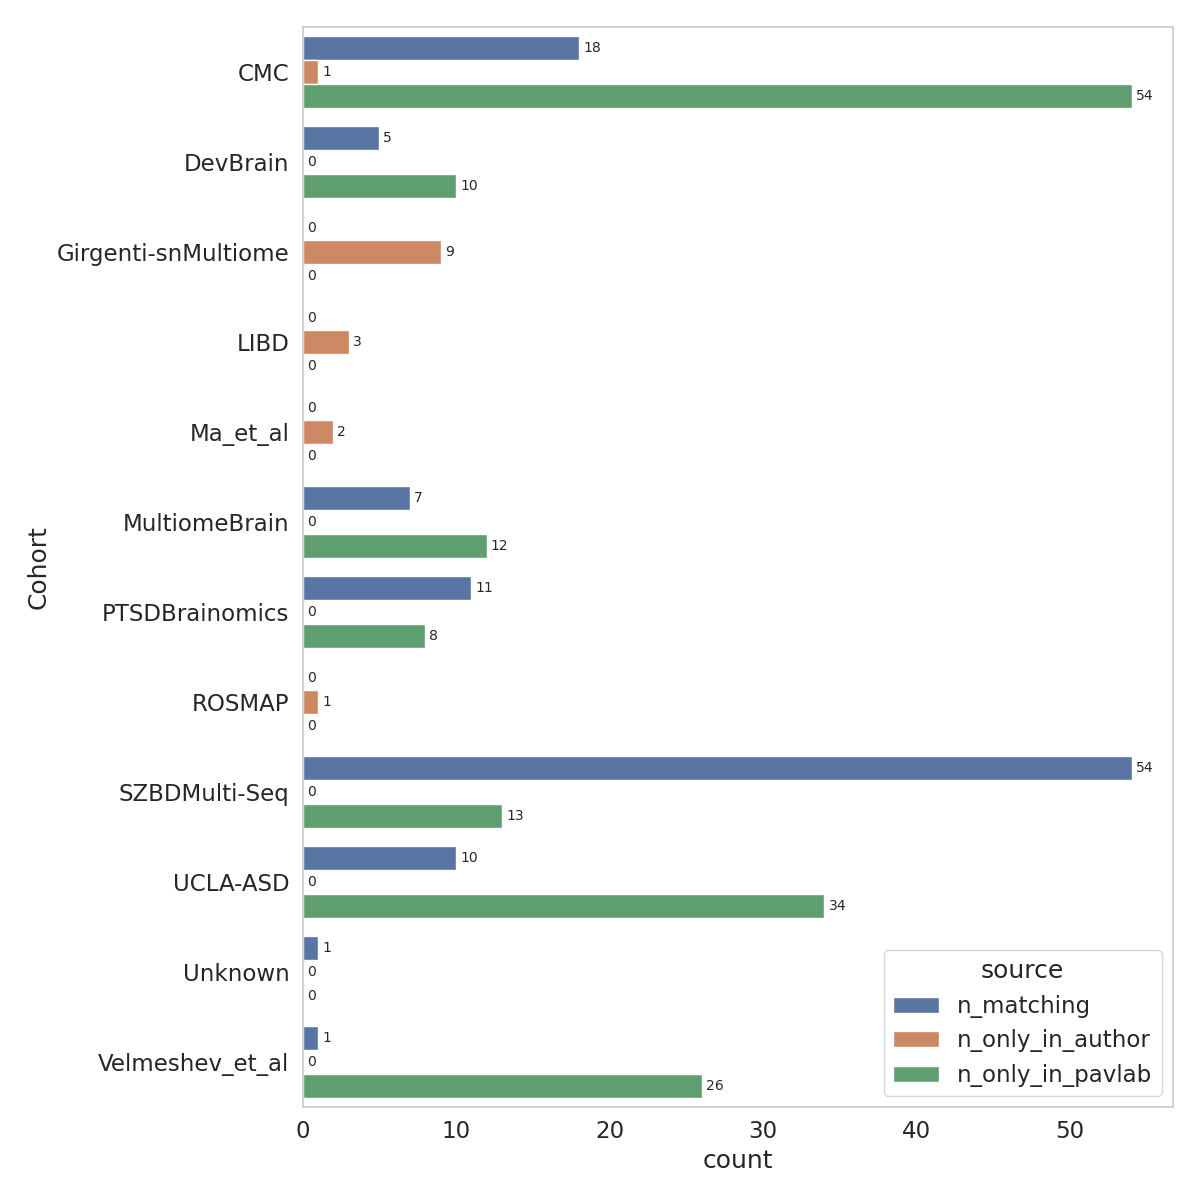 CMC
18
1
54
DevBrain
5
0
10
Girgenti-snMultiome
0
9
0
LIBD
0
3
0
Ma_et_al
0
2
0
MultiomeBrain
7
0
12
PTSDBrainomics
11
0
8
ROSMAP
0
1
0
SZBDMulti-Seq
54
0
13
UCLA-ASD
10
0
34
Unknown
1
0
0
Velmeshev_et_al
1
0
26
Cohort
source
n_matching
n_only_in_author
n_only_in_pavlab
0 10 20 30 40 50
count